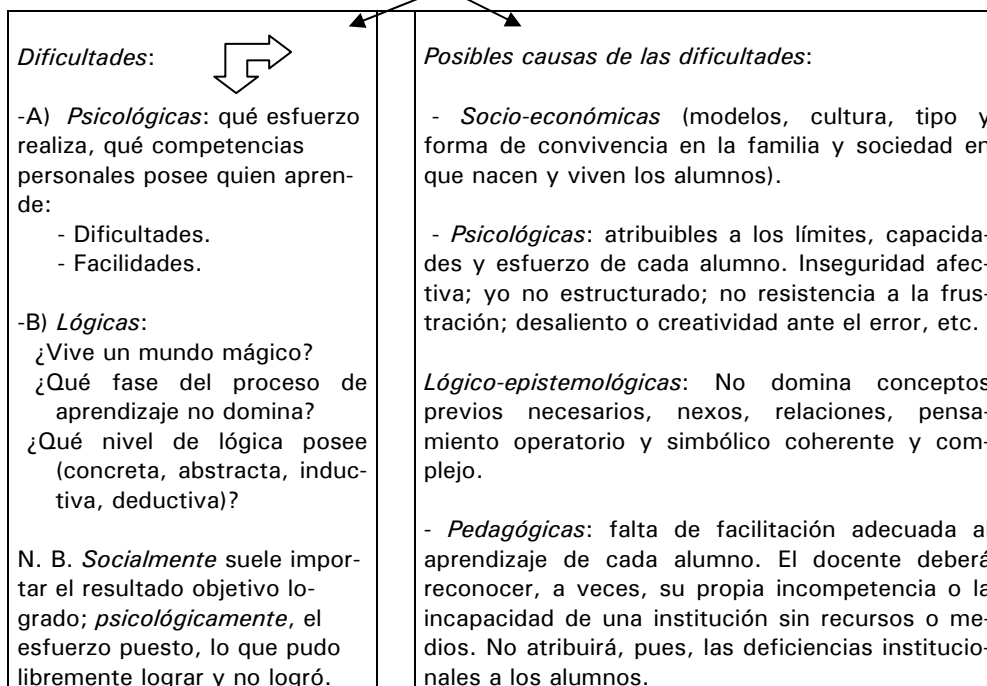 Dificultades:
-A) Psicológicas: qué esfuerzo
realiza, qué competencias
personales posee quien apren-
de:
- Dificultades.
- Facilidades.
-B) Lógicas:
¿Vive un mundo mágico?
¿Qué fase del proceso de
aprendizaje no domina?
¿Qué nivel de lógica posee
(concreta, abstracta, induc-
tiva, deductiva)?
N. B. Socialmente suele impor-
tar el resultado objetivo lo-
grado; psicológicamente, el
esfuerzo puesto, lo que pudo
libremente lograr y no logró.
Posibles causas de las dificultades:
- Socio-económicas (modelos, cultura, tipo y
forma de convivencia en la familia y sociedad en
que nacen y viven los alumnos).
- Psicológicas: atribuibles a los límites, capacida-
des y esfuerzo de cada alumno. Inseguridad afec-
tiva; yo no estructurado; no resistencia a la frus-
tración; desaliento o creatividad ante el error, etc.
Lógico-epistemológicas: No domina conceptos
previos necesarios, nexos, relaciones, pensa-
miento operatorio y simbólico coherente y com-
plejo.
- Pedagógicas: falta de facilitación adecuada al
aprendizaje de cada alumno. El docente deberá
reconocer, a veces, su propia incompetencia o la
incapacidad de una institución sin recursos o me-
dios. No atribuirá, pues, las deficiencias institucio-
nales a los alumnos.